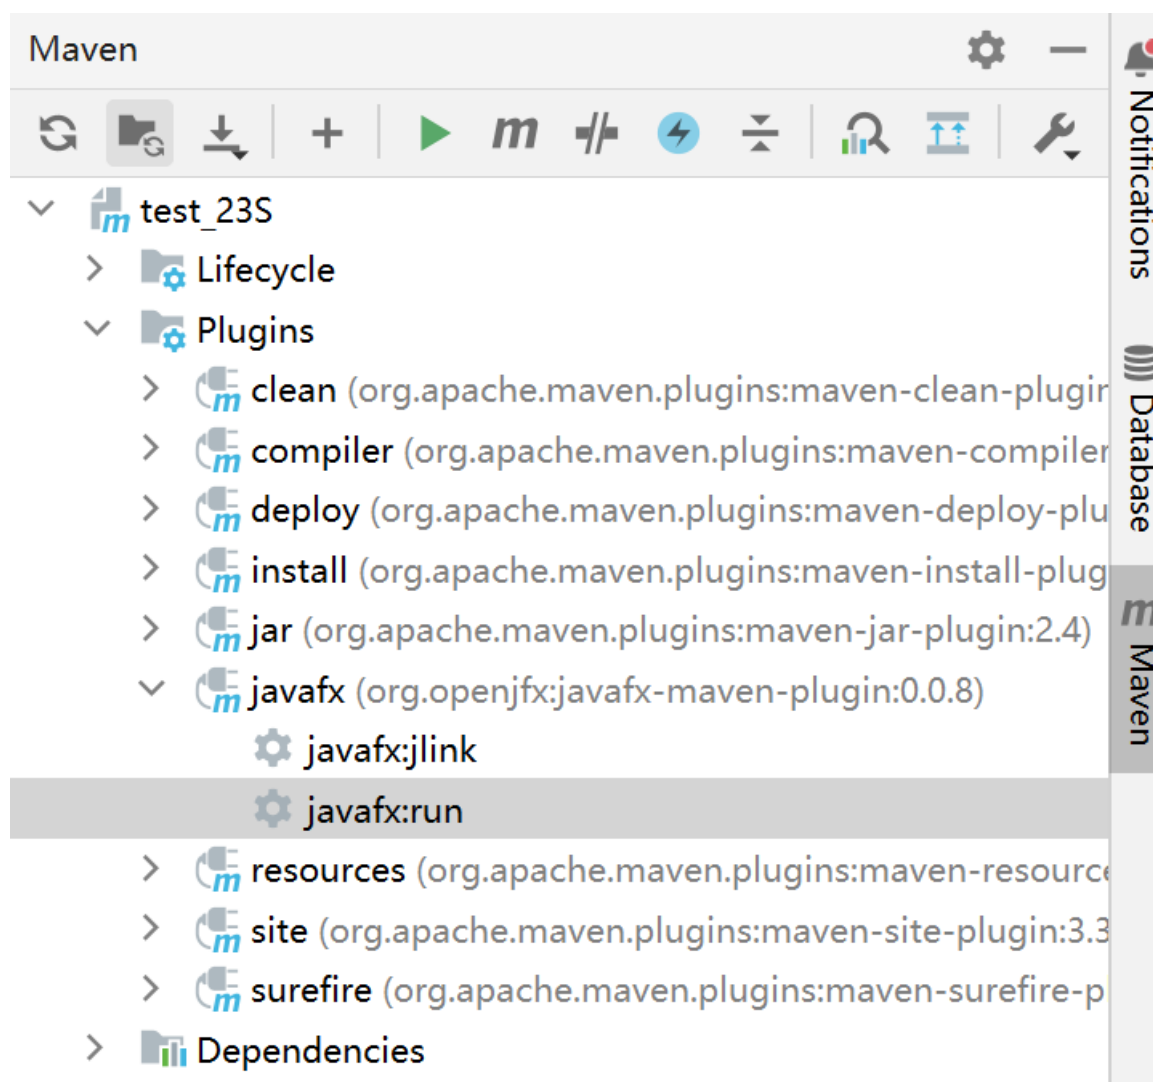 Maven
test_23S
Lifecycle
Plugins
clean (org.apache.maven.plugins:maven-clean-plugin
compiler (org.apache.maven.plugins:maven-compiler
deploy (org.apache.maven.plugins:maven-deploy-plu
install (org.apache.maven.plugins:maven-install-plug
jar (org.apache.maven.plugins:maven-jar-plugin:2.4)
javafx (org.openjfx:javafx-maven-plugin:0.0.8)
javafx:jlink
javafx:run
resources (org.apache.maven.plugins:maven-resource
site (org.apache.maven.plugins:maven-site-plugin:3.3
surefire (org.apache.maven.plugins:maven-surefire-p
Dependencies
Notifications
Database
Maven